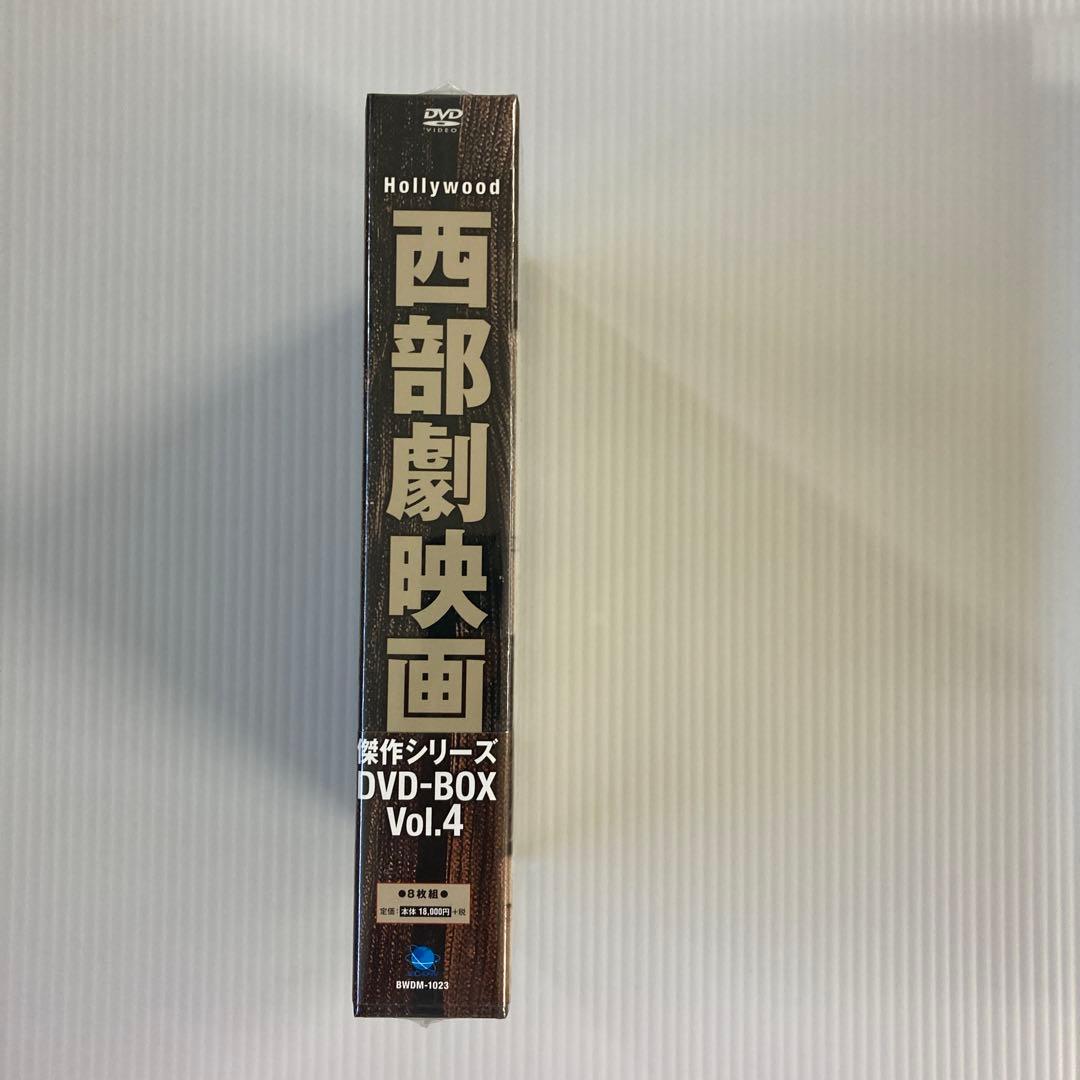 DVD
VIDEO
Hollywood
西部劇映画
傑作シリーズ
DVD-BOX
Vol.4
●8枚組●
定価:本体 18,000円+税
BWDM-1023